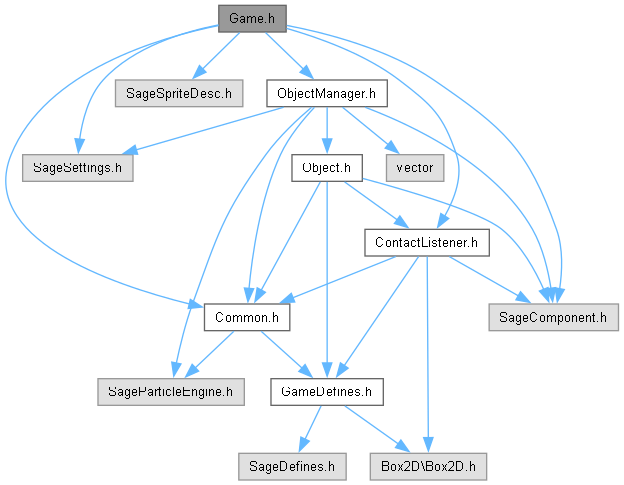 Game.h
SageSpriteDesc.h
ObjectManager.h
SageSettings.h
Object.h
vector
ContactListener.h
Common.h
SageComponent.h
SageParticleEngine.h
GameDefines.h
SageDefines.h
Box2D\Box2D.h